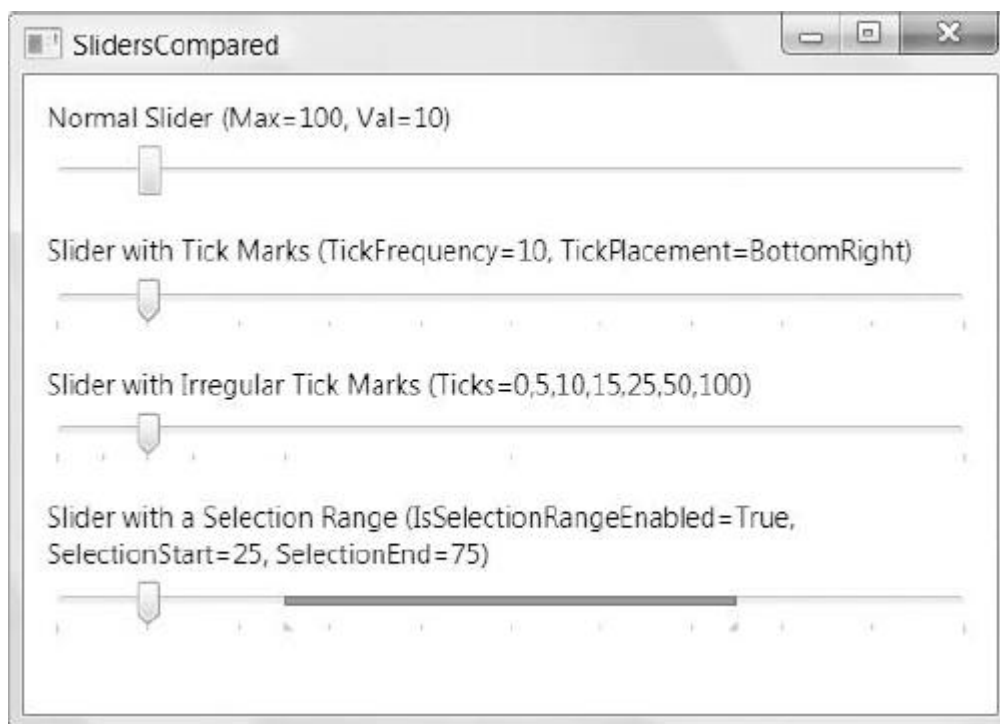 SlidersCompared
Normal Slider (Max=100, Val=10)
Slider with Tick Marks (TickFrequency=10, TickPlacement=BottomRight)
Slider with Irregular Tick Marks (Ticks=0,5,10,15,25,50,100)
Slider with a Selection Range (IsSelectionRangeEnabled=True,
SelectionStart=25, SelectionEnd=75)